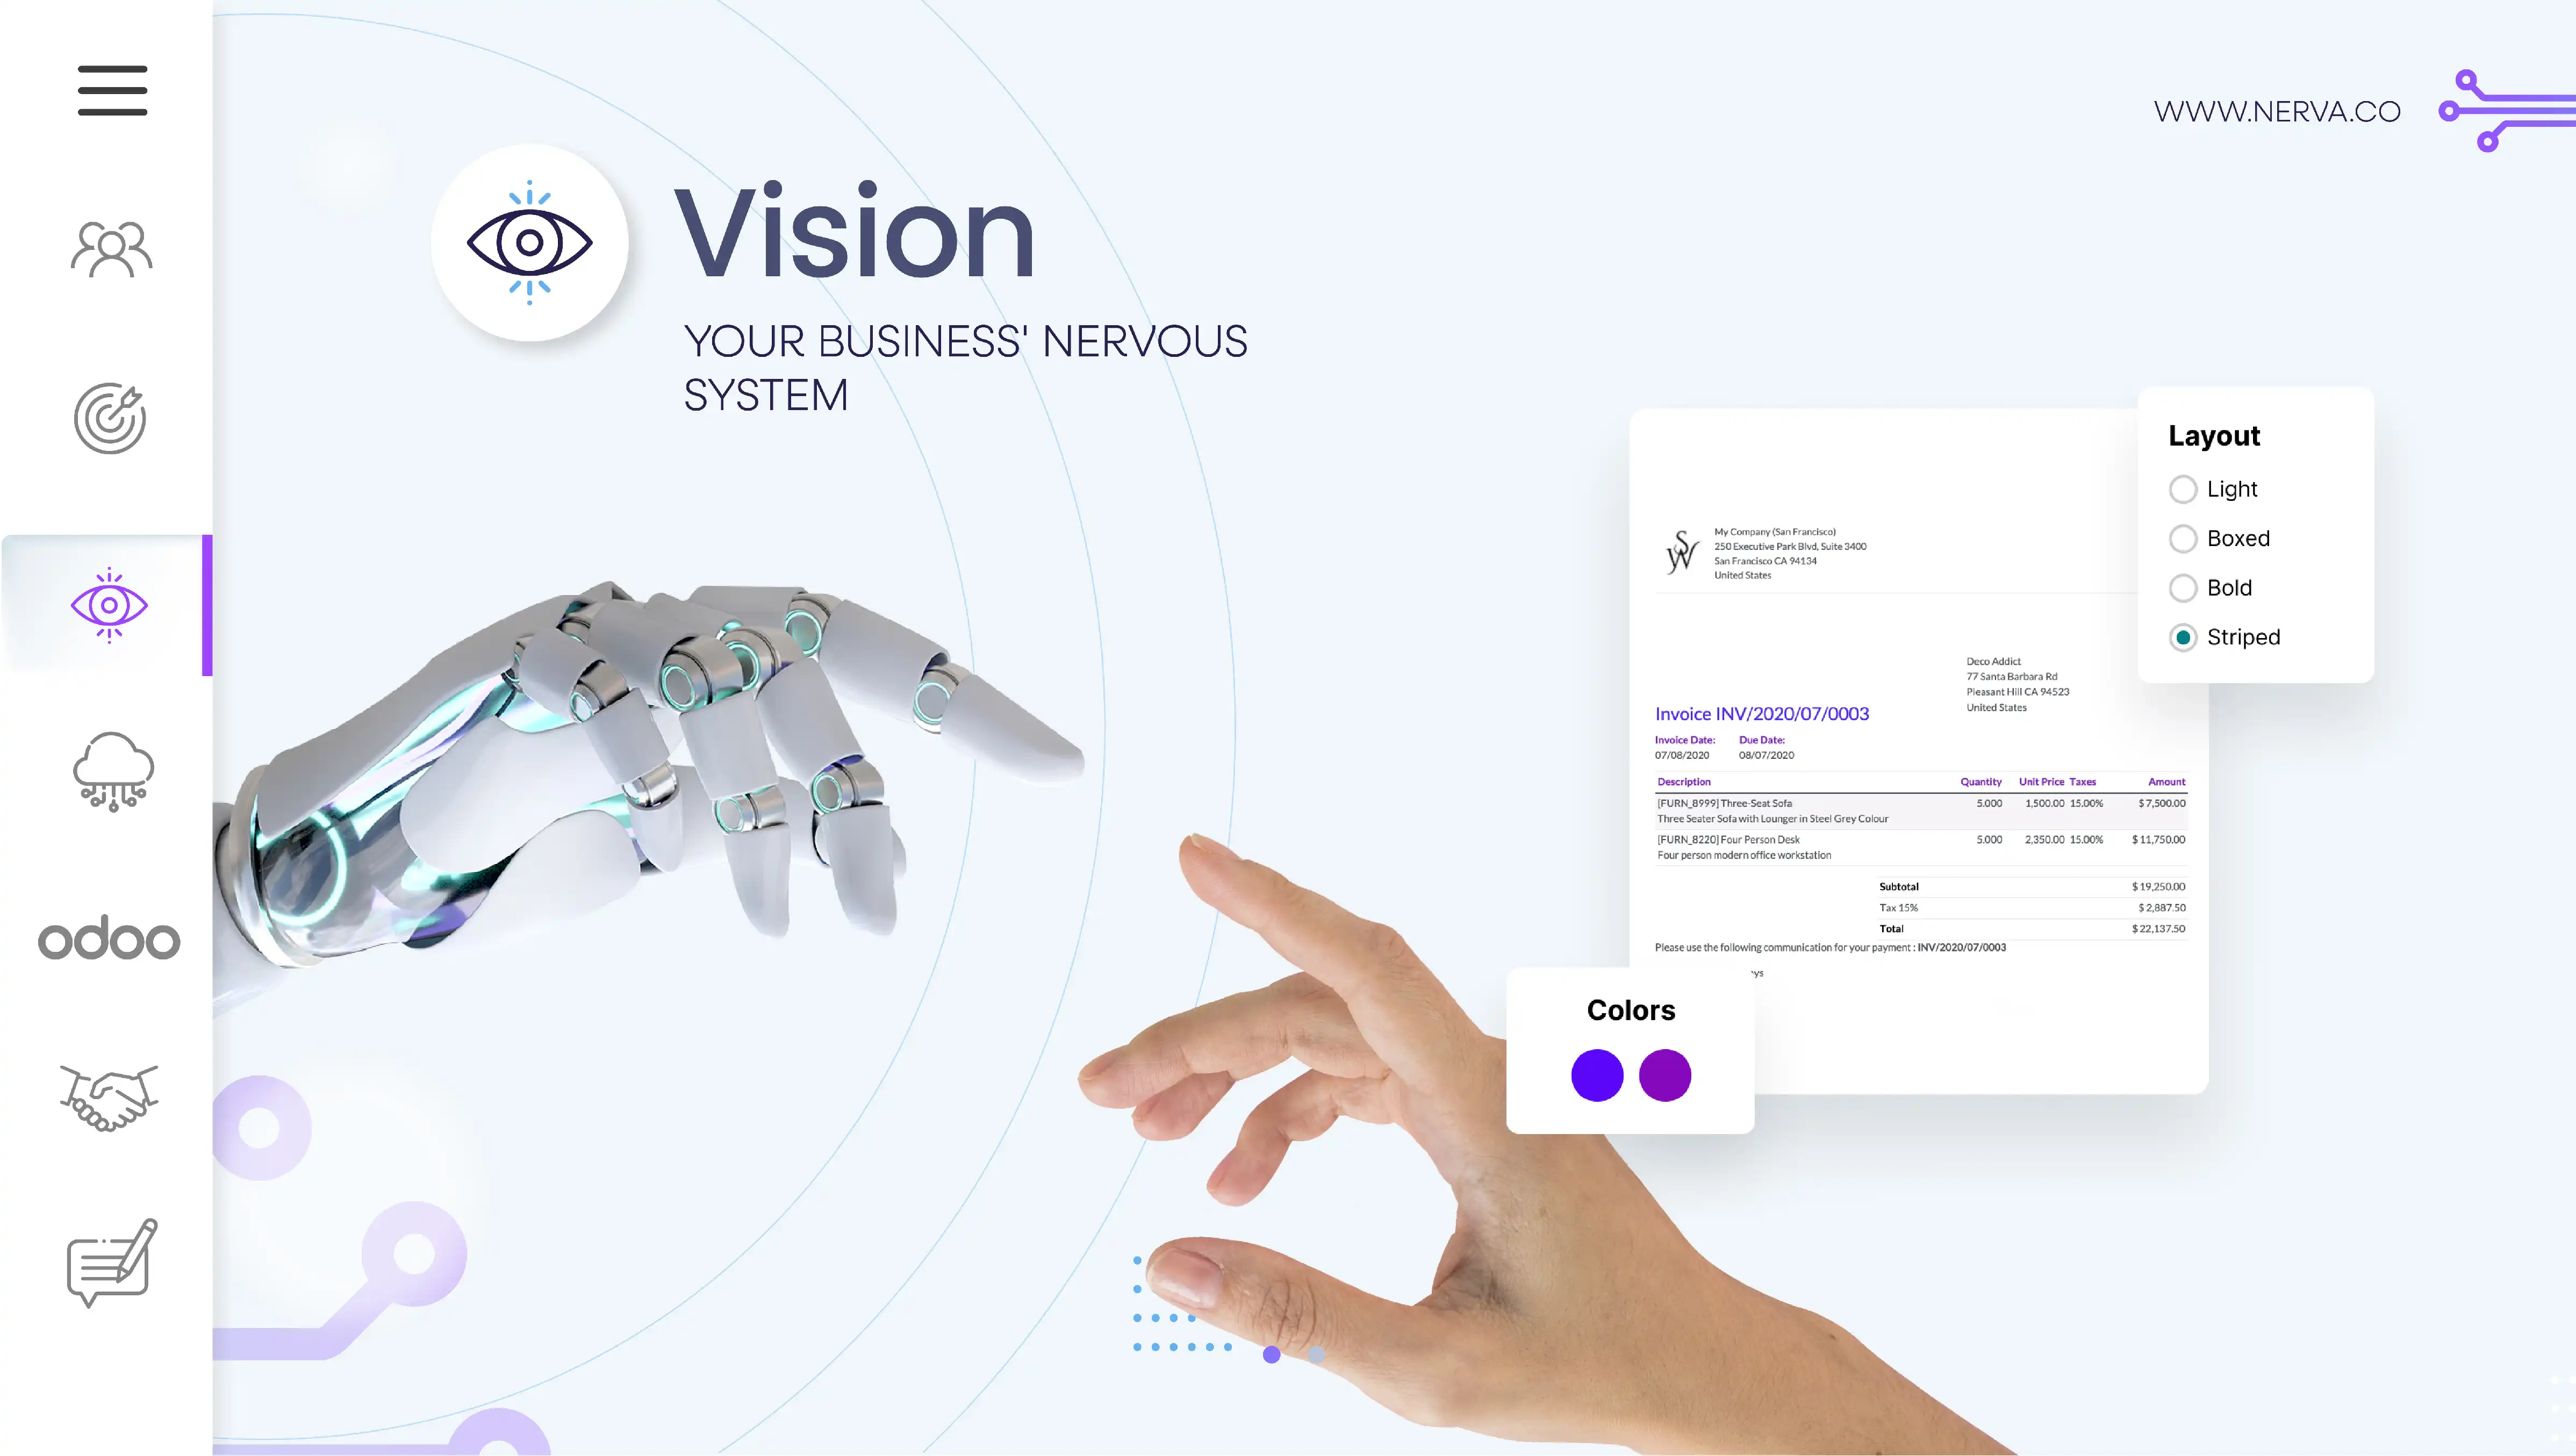 WWW.NERVA.CO
Vision
YOUR BUSINESS' NERVOUS
SYSTEM
odoo
Layout
Light
Boxed
Bold
Striped
SW
My Company (San Francisco)
250 Executive Park Blvd, Suite 3400
San Francisco CA 94134
United States
Deco Addict
77 Santa Barbara Rd
Pleasant Hill CA 94523
United States
Invoice INV/2020/07/0003
Invoice Date: Due Date:
07/08/2020 08/07/2020
Description Quantity Unit Price Taxes Amount
[FURN_8999] Three-Seat Sofa 5.000 1,500.00 15.00% $ 7,500.00
Three Seater Sofa with Lounger in Steel Grey Colour
[FURN_8220] Four Person Desk 5.000 2,350.00 15.00% $ 11,750.00
Four person modern office workstation
Subtotal $ 19,250.00
Tax 15% $ 2,887.50
Total $ 22,137.50
Please use the following communication for your payment : INV/2020/07/0003
Colors